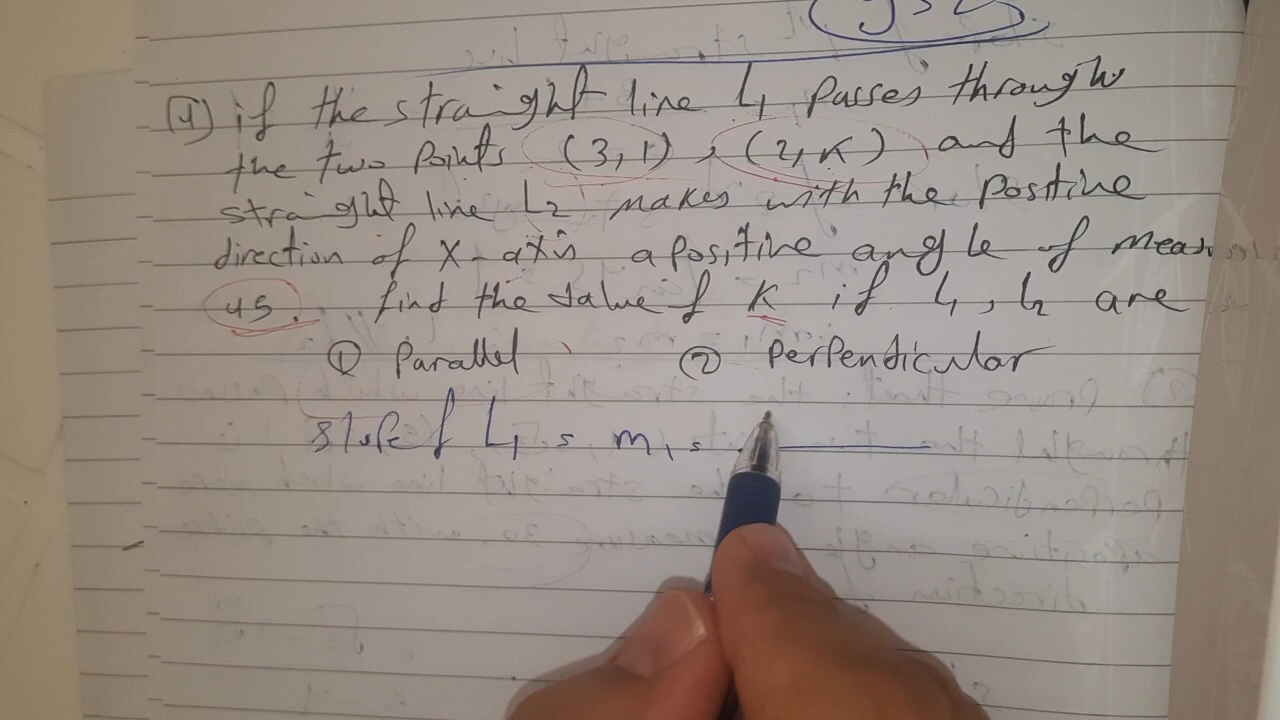 (4) if the straight line L1 passes through
the two points (3,1), (2,K) and the
straight line L2 makes with the positive
direction of X-axis a positive angle of measur
45. find the value of K if L1, L2 are
① Parallel ② Perpendicular
slope of L1 = m1 =